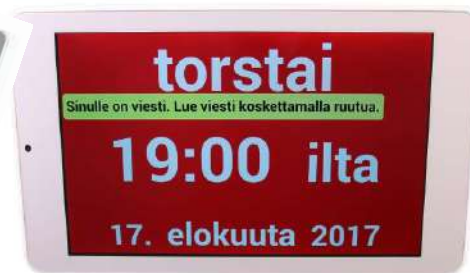 torstai
Sinulle on viesti. Lue viesti koskettamalla ruutua.
19:00 ilta
17. elokuuta 2017